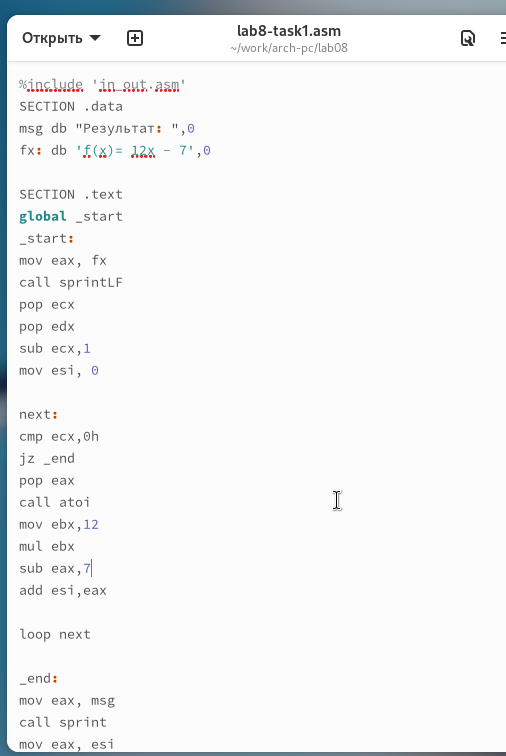 Открыть
lab8-task1.asm
~/work/arch-pc/lab08
%include 'in_out.asm'
SECTION .data
msg db "Результат: ",0
fx: db 'f(x)= 12x - 7',0
SECTION .text
global _start
_start:
mov eax, fx
call sprintLF
pop ecx
pop edx
sub ecx,1
mov esi, 0
next:
cmp ecx,0h
jz _end
pop eax
call atoi
mov ebx,12
mul ebx
sub eax,7
add esi,eax
loop next
_end:
mov eax, msg
call sprint
mov eax, esi